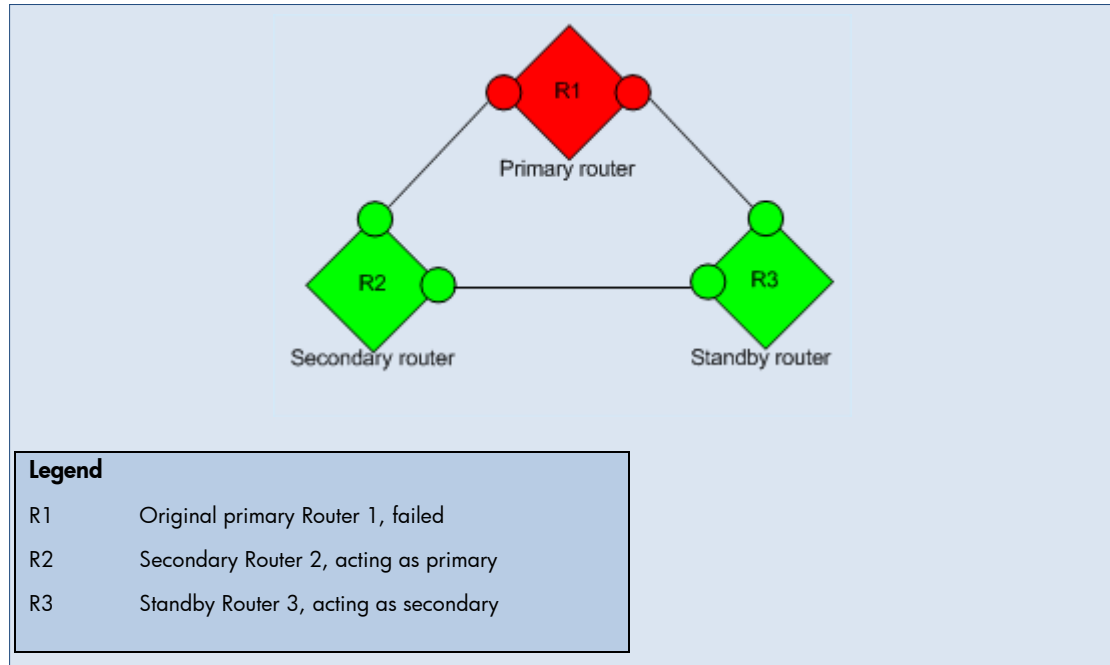 R1
Primary router
R2
R3
Secondary router
Standby router
Legend
R1 Original primary Router 1, failed
R2 Secondary Router 2, acting as primary
R3 Standby Router 3, acting as secondary